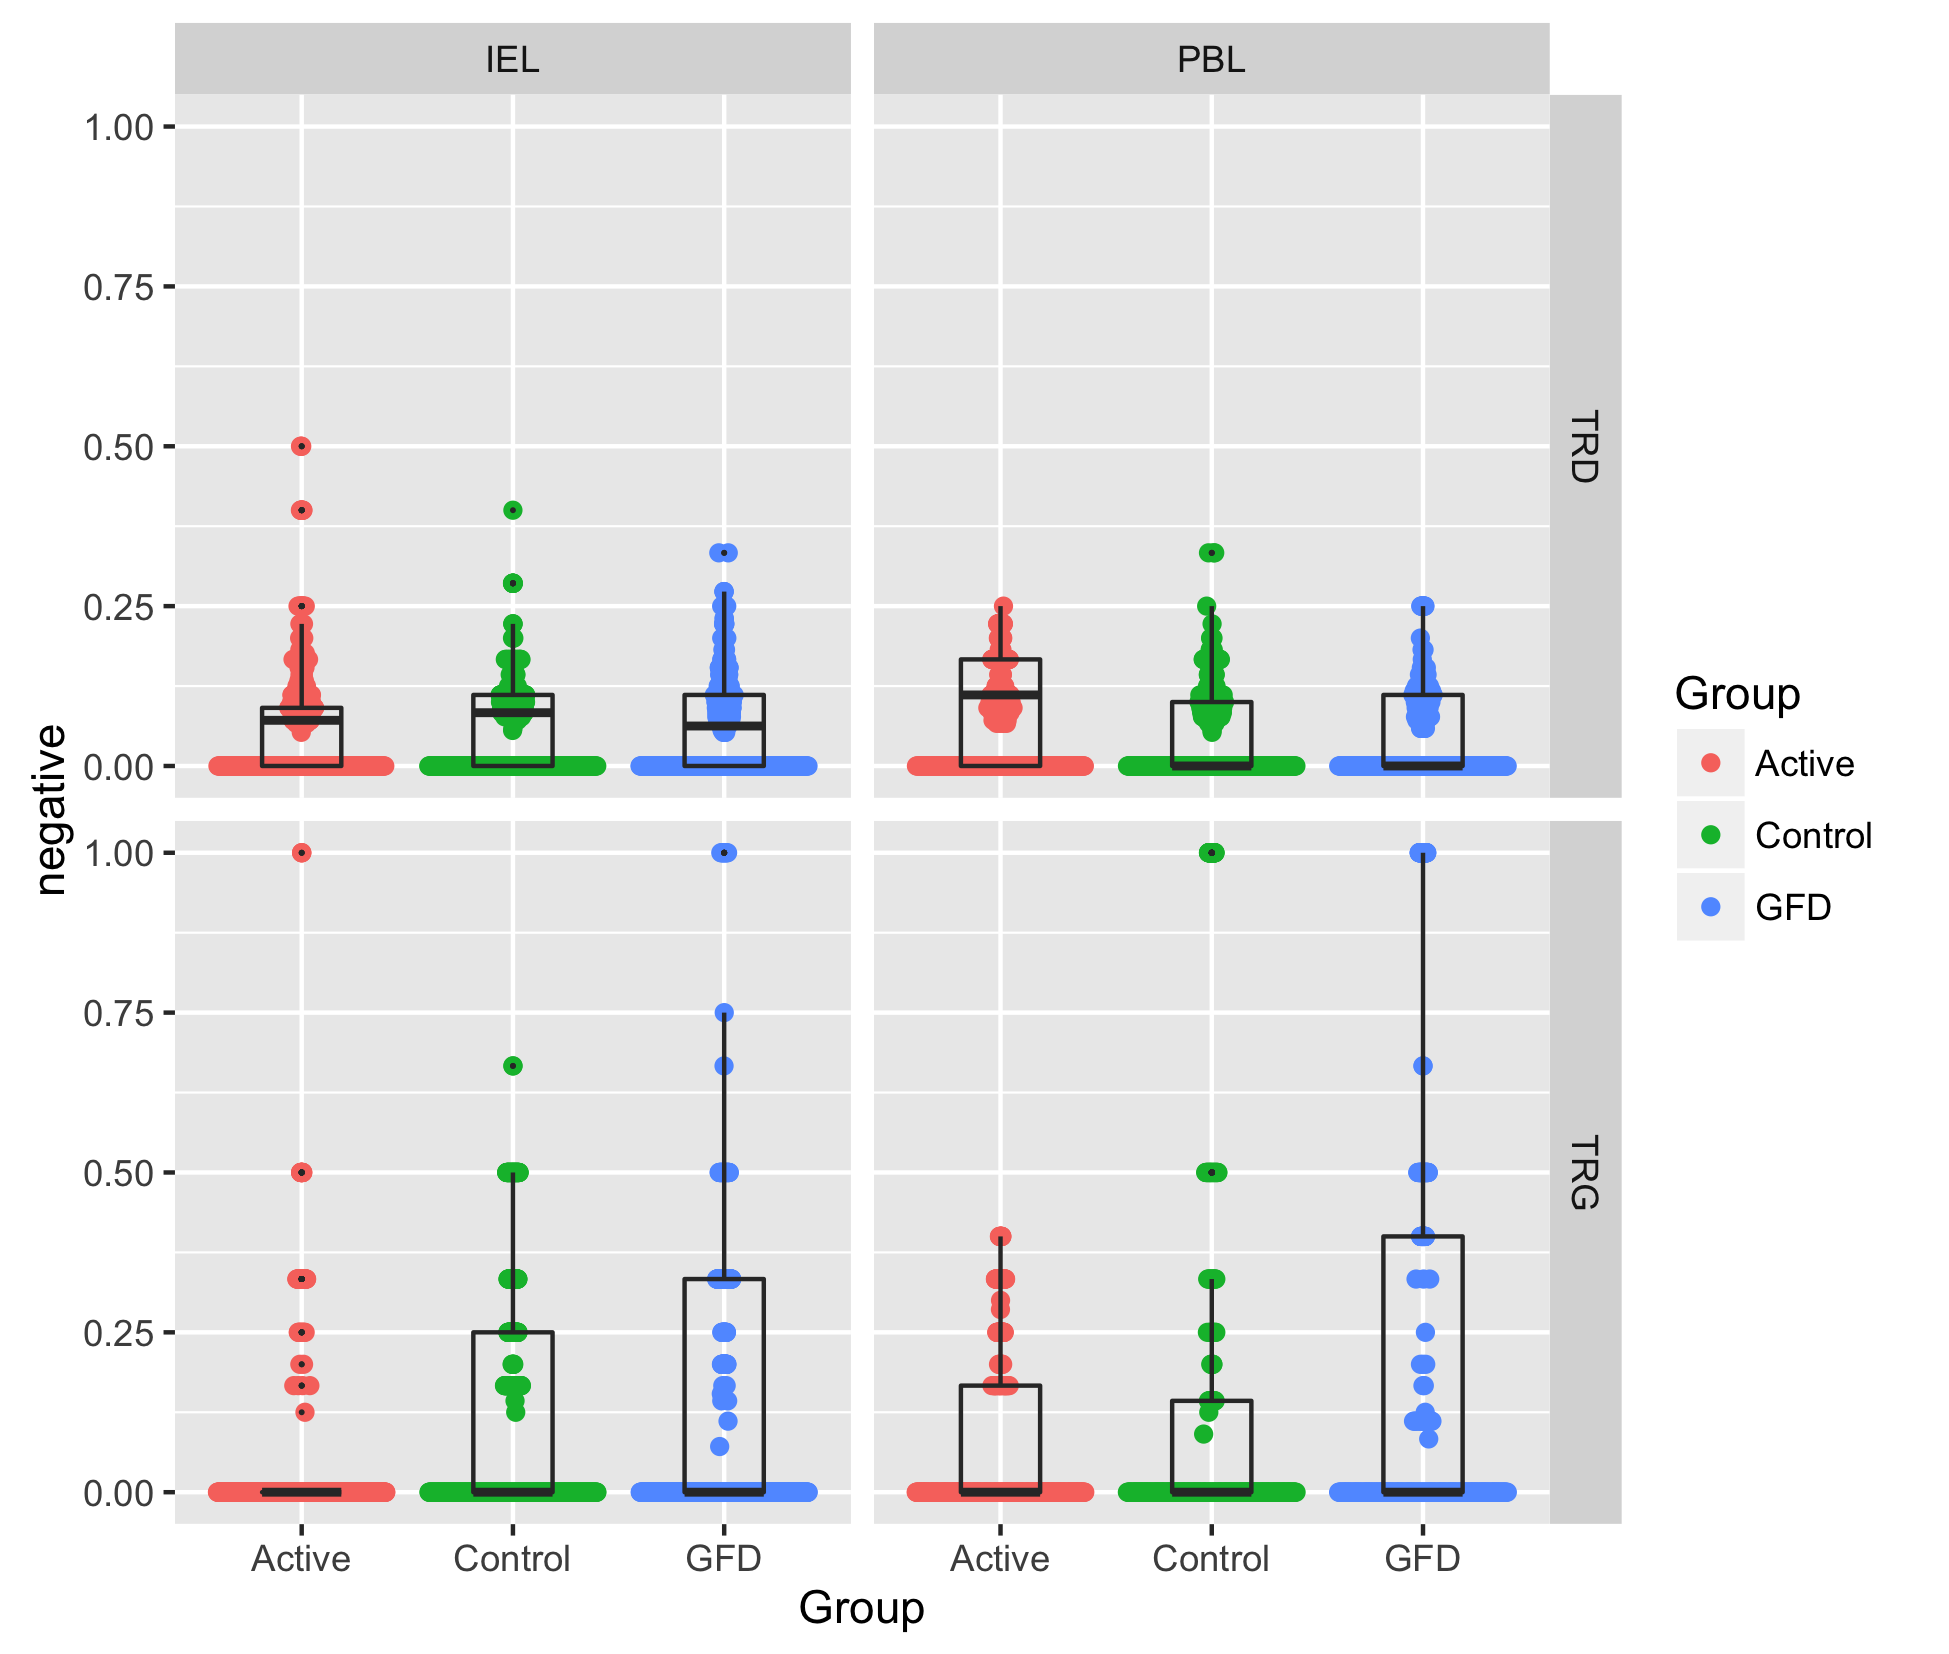 IEL PBL
1.00
0.75
0.50
0.25
0.00
TRD
1.00
0.75
0.50
0.25
0.00
TRG
negative
Active Control GFD Active Control GFD
Group
Group
Active
Control
GFD